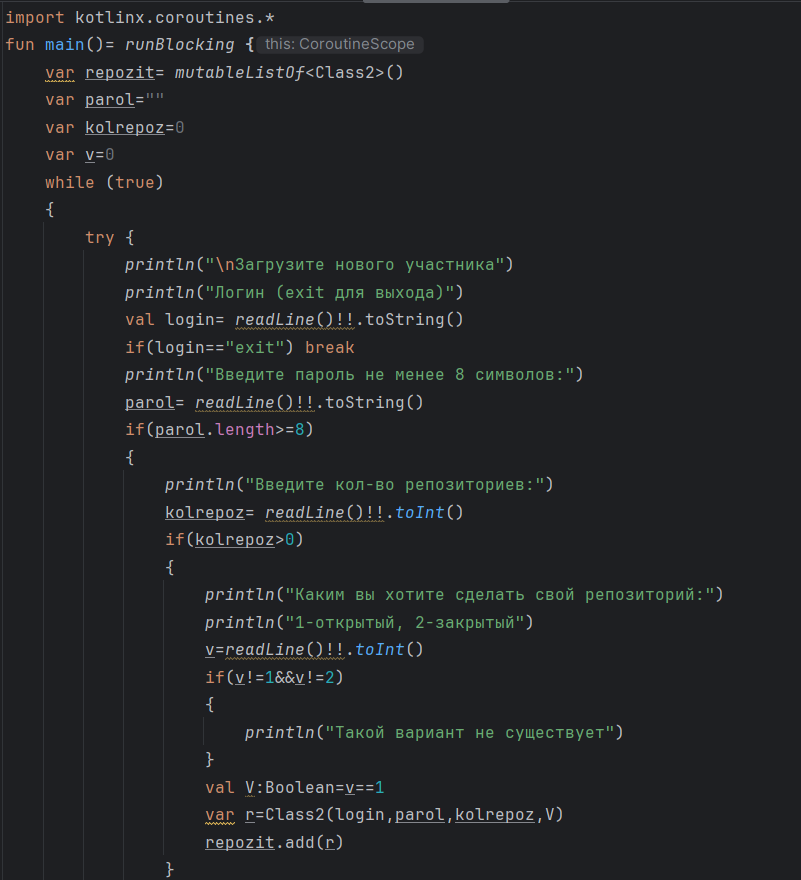 import kotlinx.coroutines.*
fun main()= runBlocking { this: CoroutineScope
var repozit= mutableListOf<Class2>()
var parol=""
var kolrepoz=0
var v=0
while (true)
{
try {
println("\nЗагрузите нового участника")
println("Логин (exit для выхода)")
val login= readLine()!!.toString()
if(login=="exit") break
println("Введите пароль не менее 8 символов:")
parol= readLine()!!.toString()
if(parol.length>=8)
{
println("Введите кол-во репозиториев:")
kolrepoz= readLine()!!.toInt()
if(kolrepoz>0)
{
println("Каким вы хотите сделать свой репозиторий:")
println("1-открытый, 2-закрытый")
v=readLine()!!.toInt()
if(v!=1&&v!=2)
{
println("Такой вариант не существует")
}
val V:Boolean=v==1
var r=Class2(login,parol,kolrepoz,V)
repozit.add(r)
}